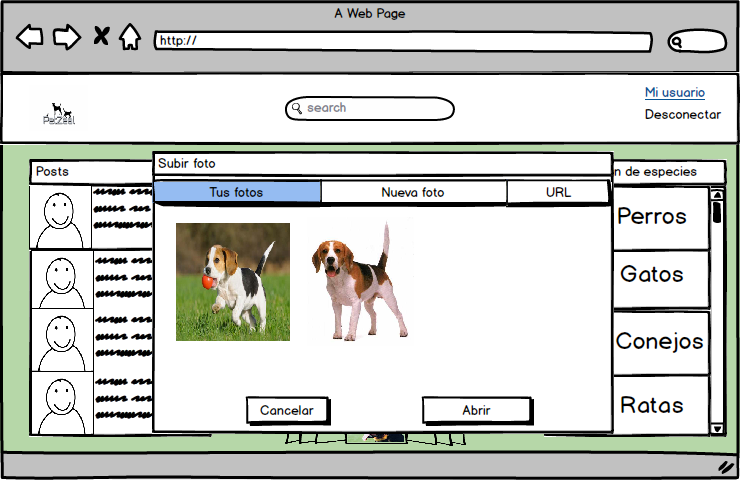 A Web Page
http://
search
Mi usuario
Desconectar
PetZeal
Subir foto
Posts
n de especies
Tus fotos
Nueva foto
URL
Perros
Gatos
Conejos
Ratas
Cancelar
Abrir